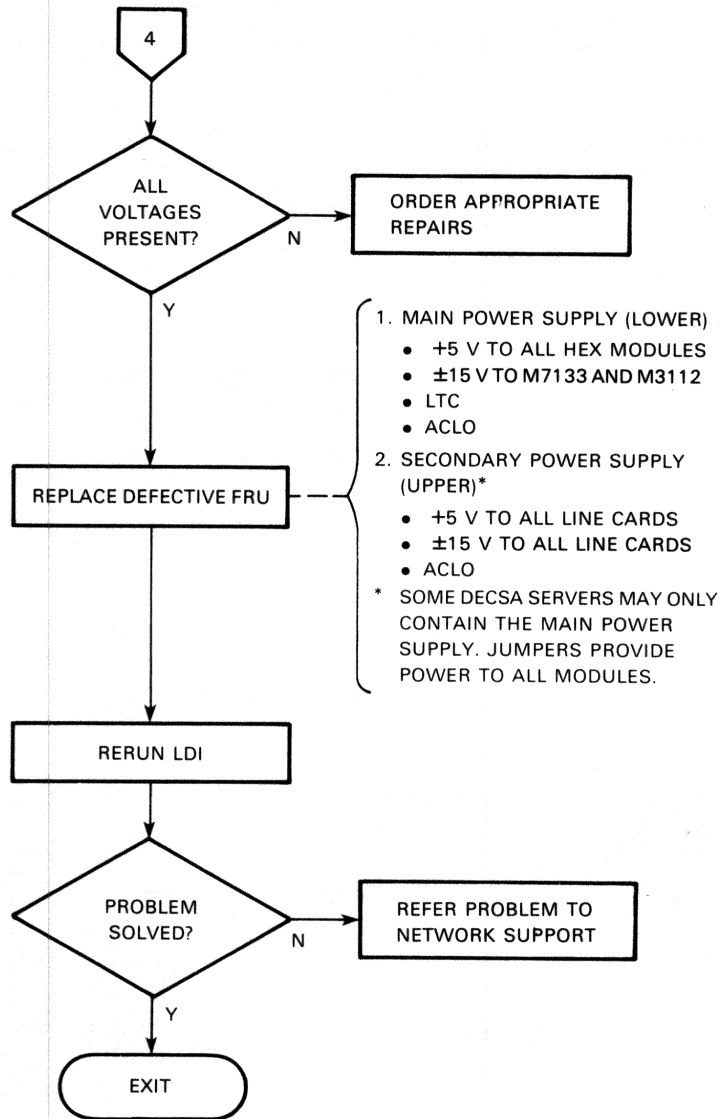 4
ALL
VOLTAGES
PRESENT?
N
ORDER APPROPRIATE
REPAIRS
Y
1. MAIN POWER SUPPLY (LOWER)
• +5 V TO ALL HEX MODULES
• ±15 V TO M7133 AND M3112
• LTC
• ACLO
2. SECONDARY POWER SUPPLY
(UPPER)*
• +5 V TO ALL LINE CARDS
• ±15 V TO ALL LINE CARDS
• ACLO
* SOME DECSA SERVERS MAY ONLY
CONTAIN THE MAIN POWER
SUPPLY. JUMPERS PROVIDE
POWER TO ALL MODULES.
REPLACE DEFECTIVE FRU
RERUN LDI
PROBLEM
SOLVED?
N
REFER PROBLEM TO
NETWORK SUPPORT
Y
EXIT